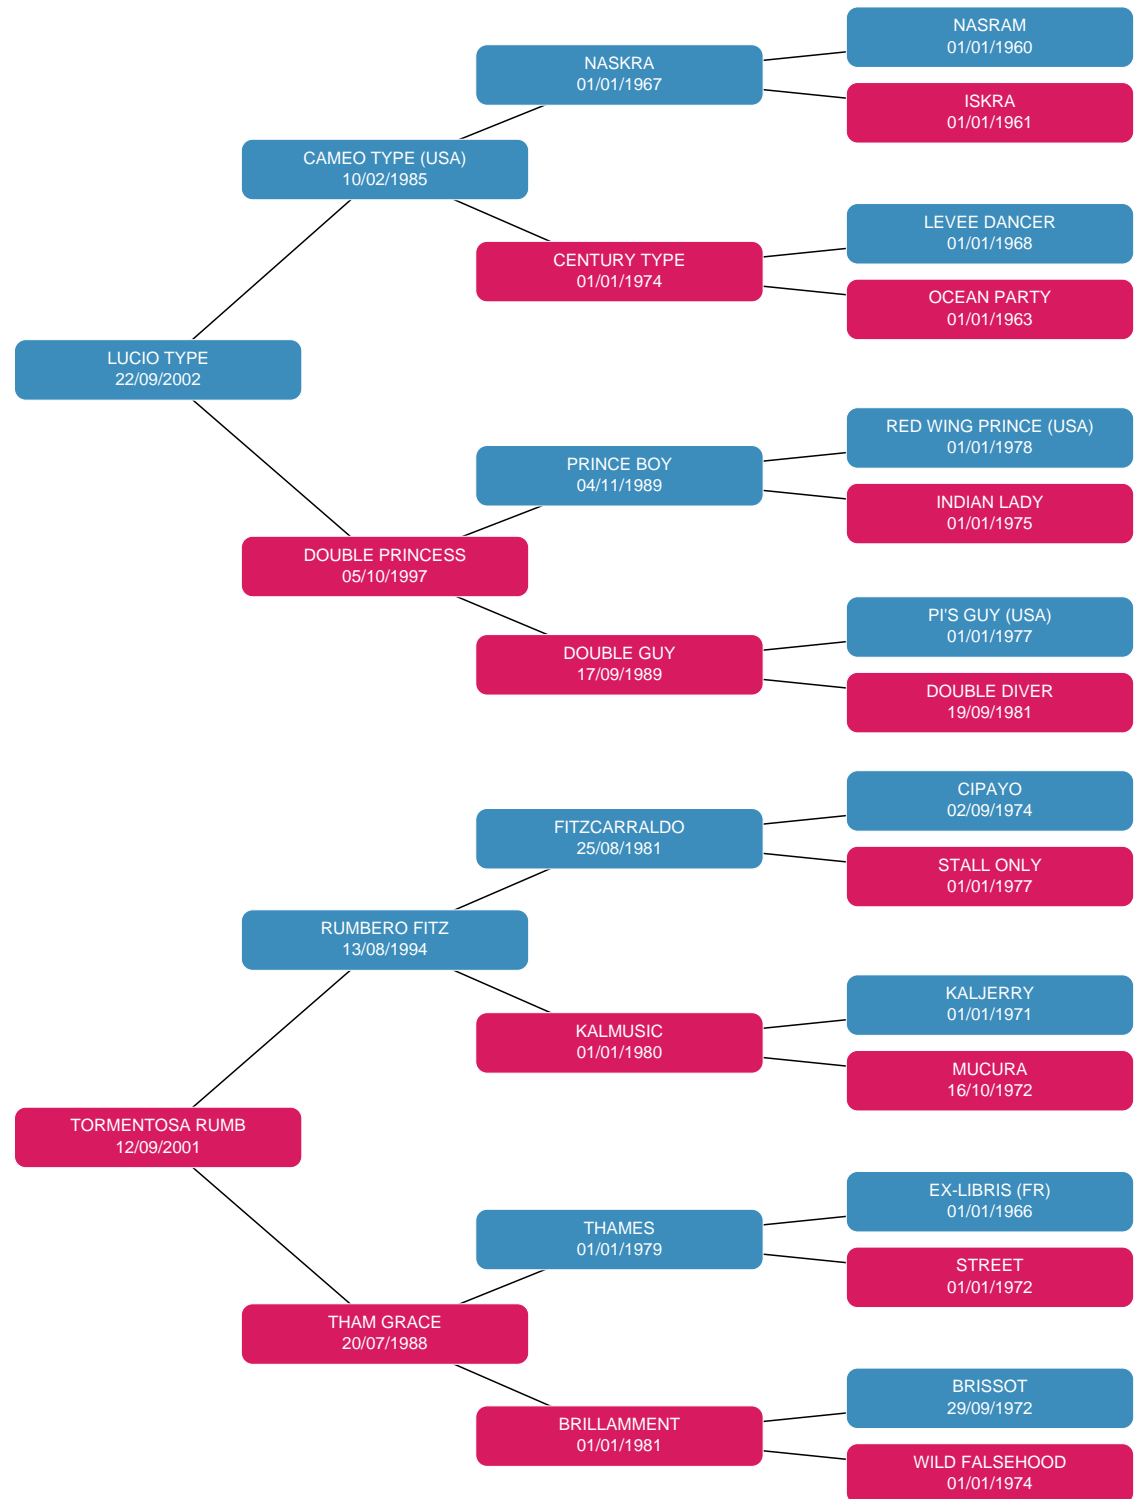 NASRAM
01/01/1960
NASKRA
01/01/1967
ISKRA
01/01/1961
CAMEO TYPE (USA)
10/02/1985
LEVEE DANCER
01/01/1968
CENTURY TYPE
01/01/1974
OCEAN PARTY
01/01/1963
LUCIO TYPE
22/09/2002
RED WING PRINCE (USA)
01/01/1978
PRINCE BOY
04/11/1989
INDIAN LADY
01/01/1975
DOUBLE PRINCESS
05/10/1997
PI'S GUY (USA)
01/01/1977
DOUBLE GUY
17/09/1989
DOUBLE DIVER
19/09/1981
CIPAYO
02/09/1974
FITZCARRALDO
25/08/1981
STALL ONLY
01/01/1977
RUMBERO FITZ
13/08/1994
KALJERRY
01/01/1971
KALMUSIC
01/01/1980
MUCURA
16/10/1972
TORMENTOSA RUMB
12/09/2001
EX-LIBRIS (FR)
01/01/1966
THAMES
01/01/1979
STREET
01/01/1972
THAM GRACE
20/07/1988
BRISSOT
29/09/1972
BRILLAMMENT
01/01/1981
WILD FALSEHOOD
01/01/1974